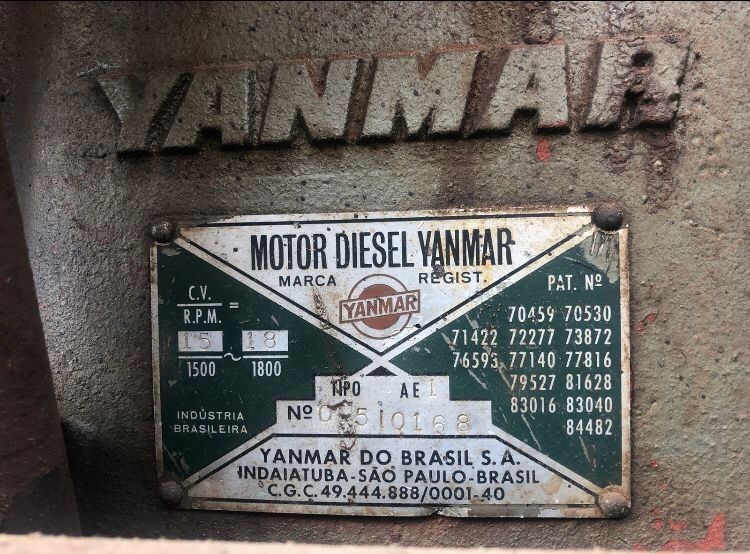 YANMAR
MOTOR DIESEL YANMAR
MARCA REGIST.
YANMAR
C.V.
R.P.M.
=
15 ~ 18
1500 1800
INDÚSTRIA
BRASILEIRA
PAT. Nº
70459 70530
71422 72277 73872
76595 77140 77816
79527 81628
83016 83040
84482
TIPO AE1
Nº
YANMAR DO BRASIL S.A.
INDAIATUBA-SÃO PAULO-BRASIL
C.G.C. 49.444.888/0001-40